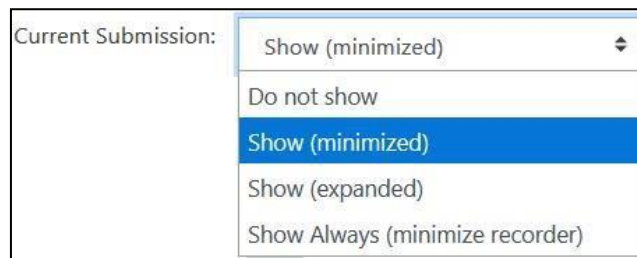 Current Submission: Show (minimized)
Do not show
Show (minimized)
Show (expanded)
Show Always (minimize recorder)